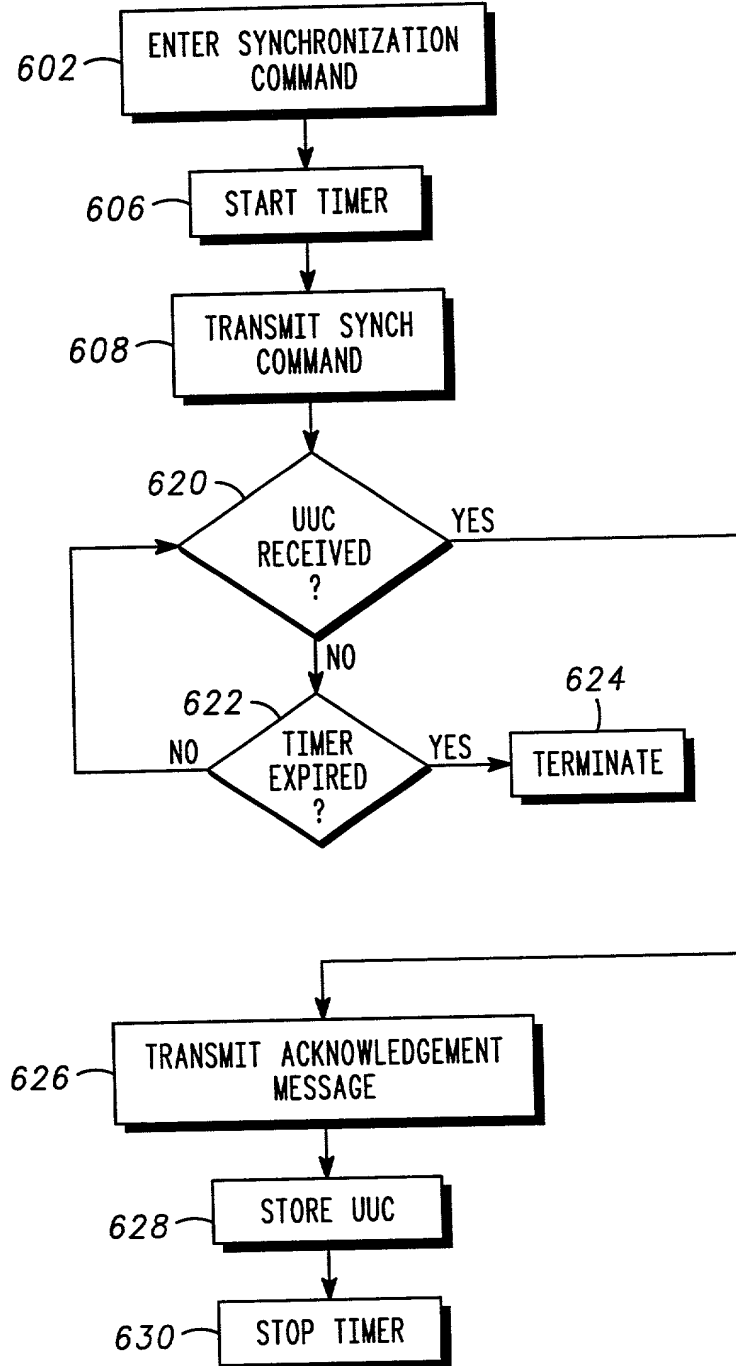 602
ENTER SYNCHRONIZATION
COMMAND
606
START TIMER
608
TRANSMIT SYNCH
COMMAND
620
UUC
RECEIVED
?
YES
NO
622
TIMER
EXPIRED
?
NO
YES
624
TERMINATE
626
TRANSMIT ACKNOWLEDGEMENT
MESSAGE
628
STORE UUC
630
STOP TIMER